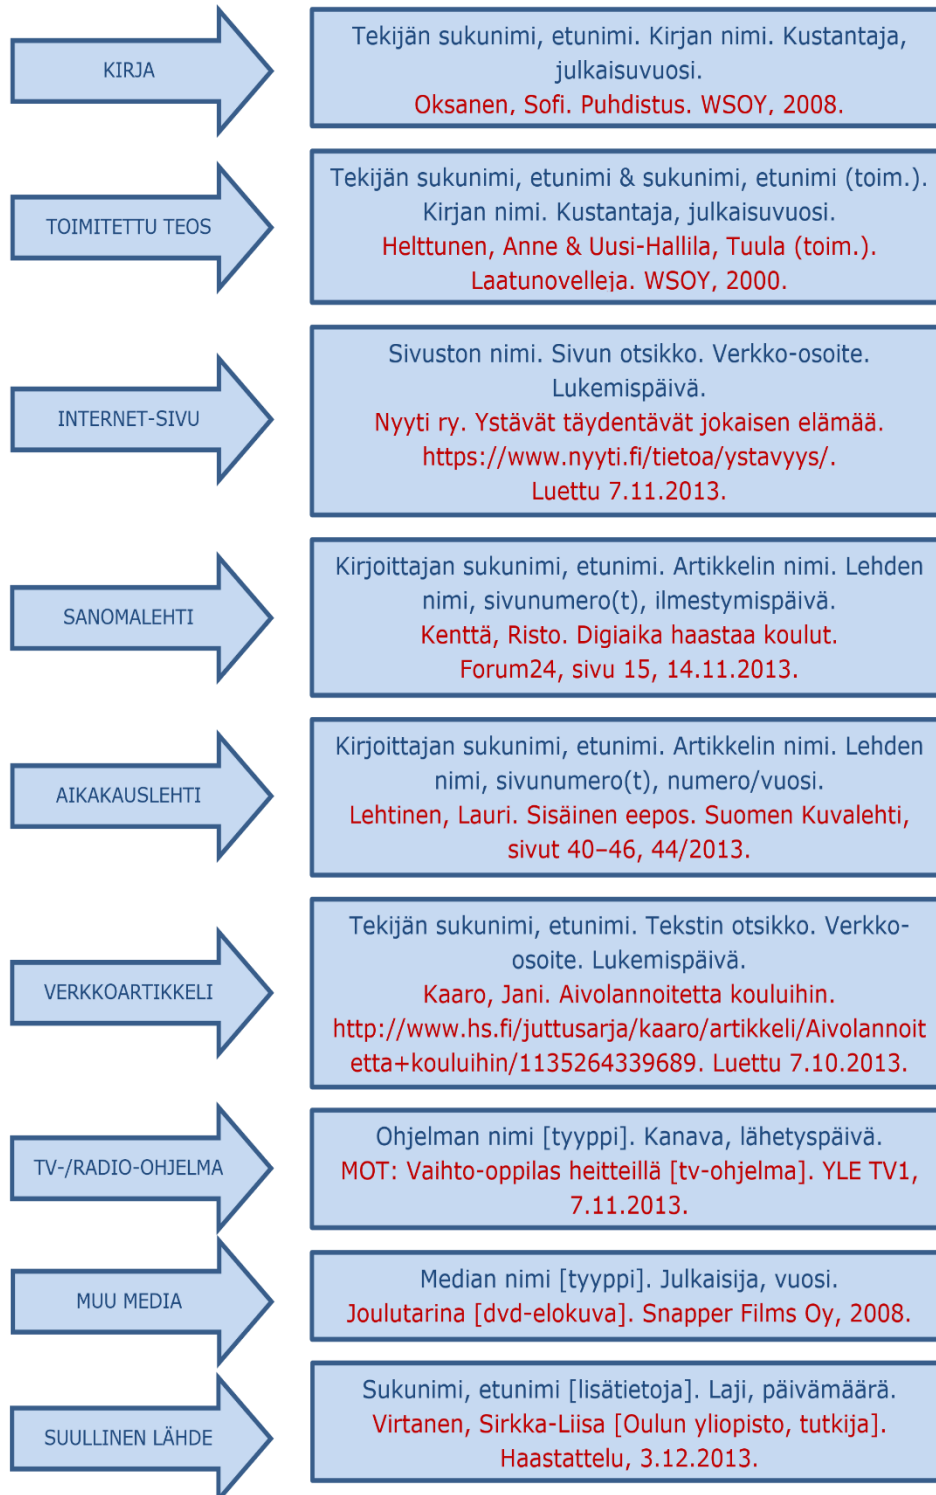 KIRJA
Tekijän sukunimi, etunimi. Kirjan nimi. Kustantaja,
julkaisuvuosi.
Oksanen, Sofi. Puhdistus. WSOY, 2008.
TOIMITETTU TEOS
Tekijän sukunimi, etunimi & sukunimi, etunimi (toim.).
Kirjan nimi. Kustantaja, julkaisuvuosi.
Helttunen, Anne & Uusi-Hallila, Tuula (toim.).
Laatunovelleja. WSOY, 2000.
INTERNET-SIVU
Sivuston nimi. Sivun otsikko. Verkko-osoite.
Lukemispäivä.
Nyyti ry. Ystävät täydentävät jokaisen elämää.
https://www.nyyti.fi/tietoa/ystavyys/.
Luettu 7.11.2013.
SANOMALEHTI
Kirjoittajan sukunimi, etunimi. Artikkelin nimi. Lehden
nimi, sivunumero(t), ilmestymispäivä.
Kenttä, Risto. Digiaika haastaa koulut.
Forum24, sivu 15, 14.11.2013.
AIKAKAUSLEHTI
Kirjoittajan sukunimi, etunimi. Artikkelin nimi. Lehden
nimi, sivunumero(t), numero/vuosi.
Lehtinen, Lauri. Sisäinen eepos. Suomen Kuvalehti,
sivut 40–46, 44/2013.
VERKKOARTIKKELI
Tekijän sukunimi, etunimi. Tekstin otsikko. Verkko-
osoite. Lukemispäivä.
Kaaro, Jani. Aivolannoitetta kouluihin.
http://www.hs.fi/juttusarja/kaaro/artikkeli/Aivolannoit
etta+kouluihin/1135264339689. Luettu 7.10.2013.
TV-/RADIO-OHJELMA
Ohjelman nimi [tyyppi]. Kanava, lähetyspäivä.
MOT: Vaihto-oppilas heitteillä [tv-ohjelma]. YLE TV1,
7.11.2013.
MUU MEDIA
Median nimi [tyyppi]. Julkaisija, vuosi.
Joulutarina [dvd-elokuva]. Snapper Films Oy, 2008.
SUULLINEN LÄHDE
Sukunimi, etunimi [lisätietoja]. Laji, päivämäärä.
Virtanen, Sirkka-Liisa [Oulun yliopisto, tutkija].
Haastattelu, 3.12.2013.